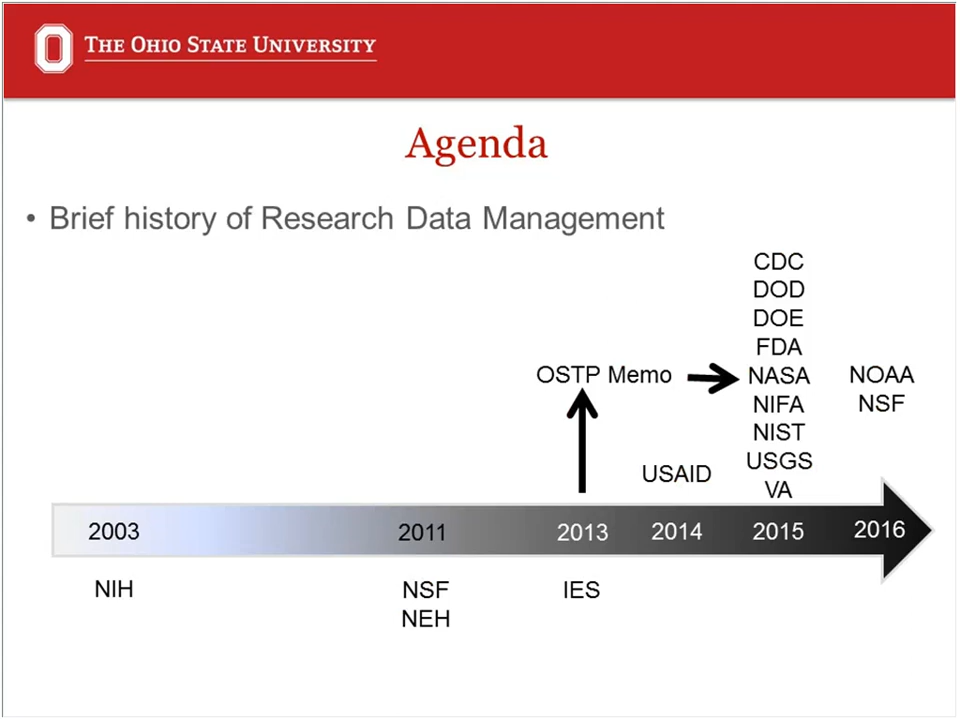 THE OHIO STATE UNIVERSITY
Agenda
• Brief history of Research Data Management
CDC
DOD
DOE
FDA
OSTP Memo
NASA
NIFA
NIST
USGS
VA
NOAA
NSF
USAID
2003 2011 2013 2014 2015 2016
NIH
NSF
NEH
IES